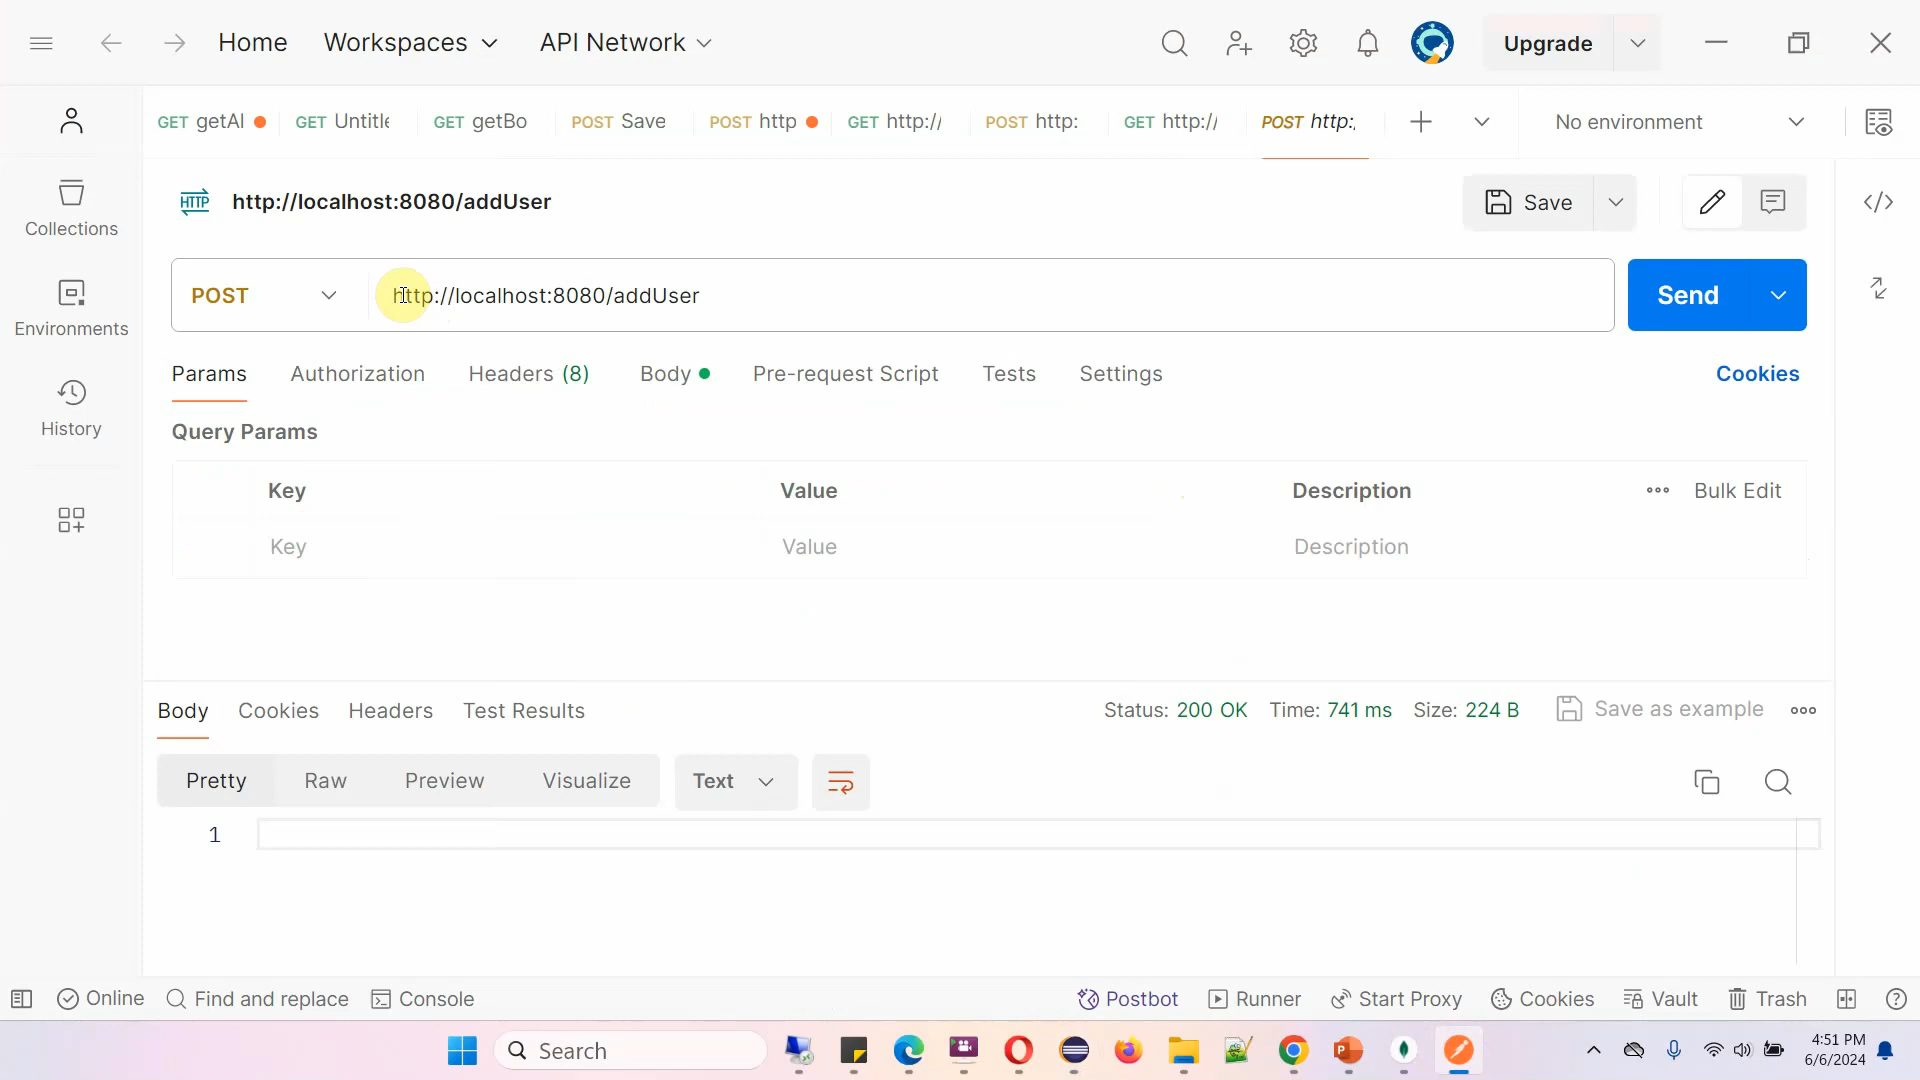 Home Workspaces API Network Upgrade
GET getAl GET Untitle GET getBo POST Save POST http GET http:// POST http: GET http:// POST http: No environment
HTTP http://localhost:8080/addUser Save
POST http://localhost:8080/addUser Send
Collections
Environments
History
Params Authorization Headers (8) Body Pre-request Script Tests Settings Cookies
Query Params
Key Value Description Bulk Edit
Key Value Description
Body Cookies Headers Test Results Status: 200 OK Time: 741 ms Size: 224 B Save as example
Pretty Raw Preview Visualize Text
1
Online Find and replace Console Postbot Runner Start Proxy Cookies Vault Trash
Search 4:51 PM
6/6/2024